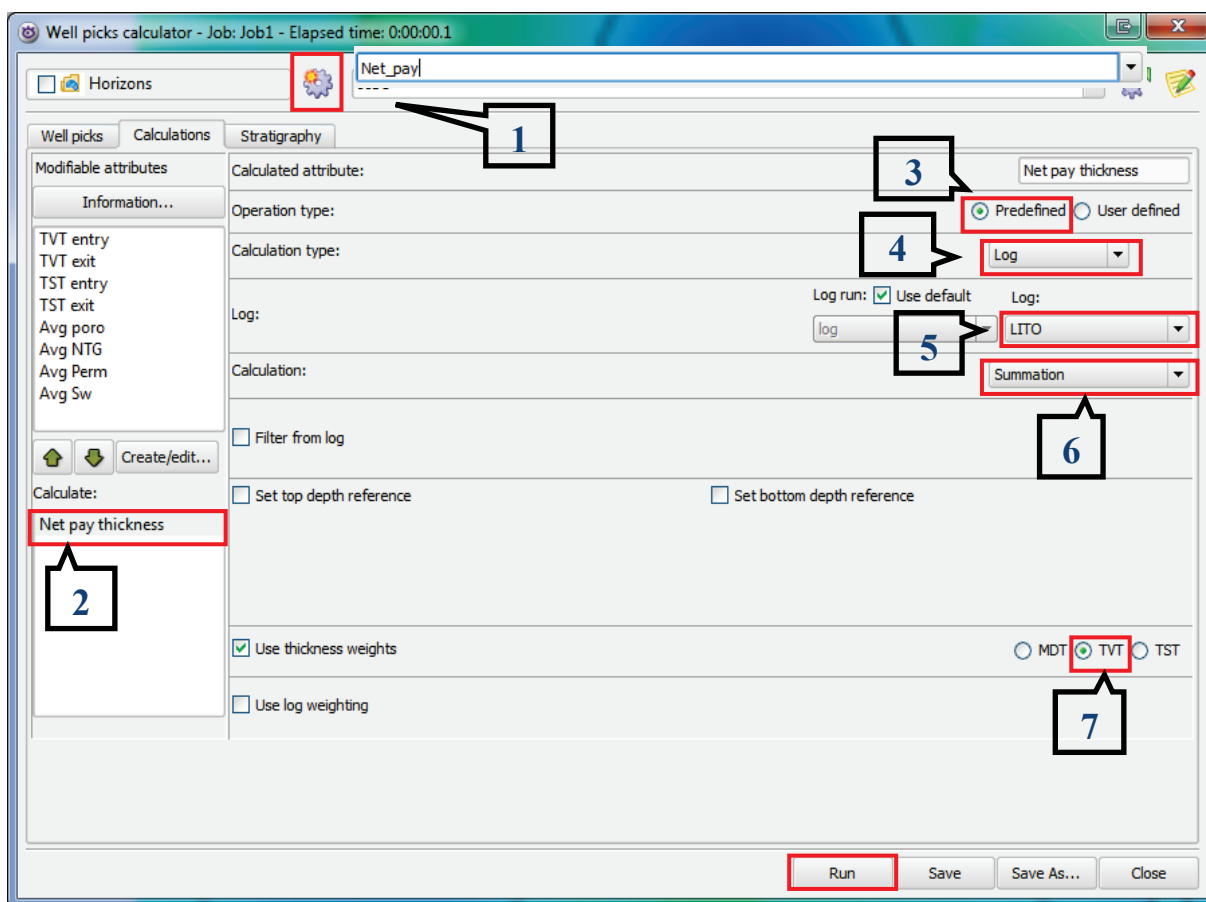 Well picks calculator - Job: Job1 - Elapsed time: 0:00:00.1
Horizons
Net_pay
1
Well picks Calculations Stratigraphy
Modifiable attributes
Information...
TVT entry
TVT exit
TST entry
TST exit
Avg poro
Avg NTG
Avg Perm
Avg Sw
Create/edit...
Calculate:
Net pay thickness
2
Calculated attribute: Net pay thickness
3
Operation type: Predefined User defined
Calculation type: Log
4
Log: Log run: Use default Log:
log LITO
5
Calculation: Summation
6
Filter from log
Set top depth reference Set bottom depth reference
Use thickness weights MDT TVT TST
7
Use log weighting
Run Save Save As... Close